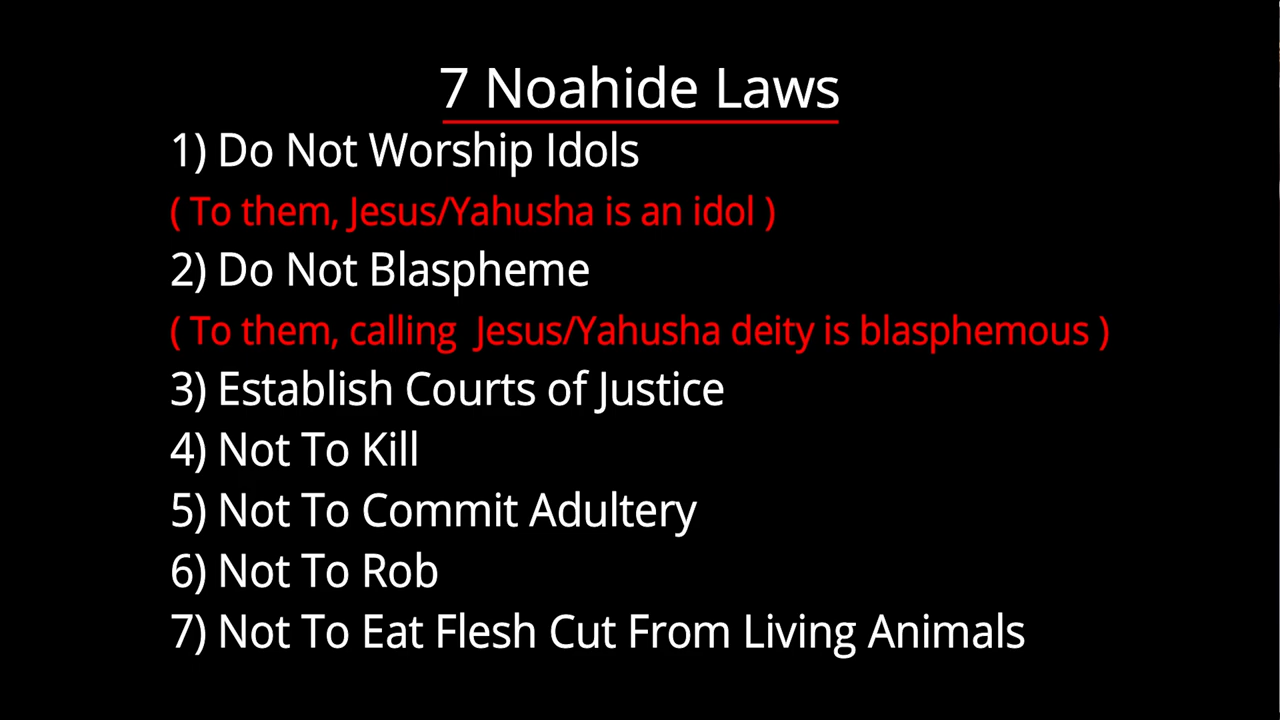 7 Noahide Laws
1) Do Not Worship Idols
( To them, Jesus/Yahusha is an idol )
2) Do Not Blaspheme
( To them, calling  Jesus/Yahusha deity is blasphemous )
3) Establish Courts of Justice
4) Not To Kill
5) Not To Commit Adultery
6) Not To Rob
7) Not To Eat Flesh Cut From Living Animals